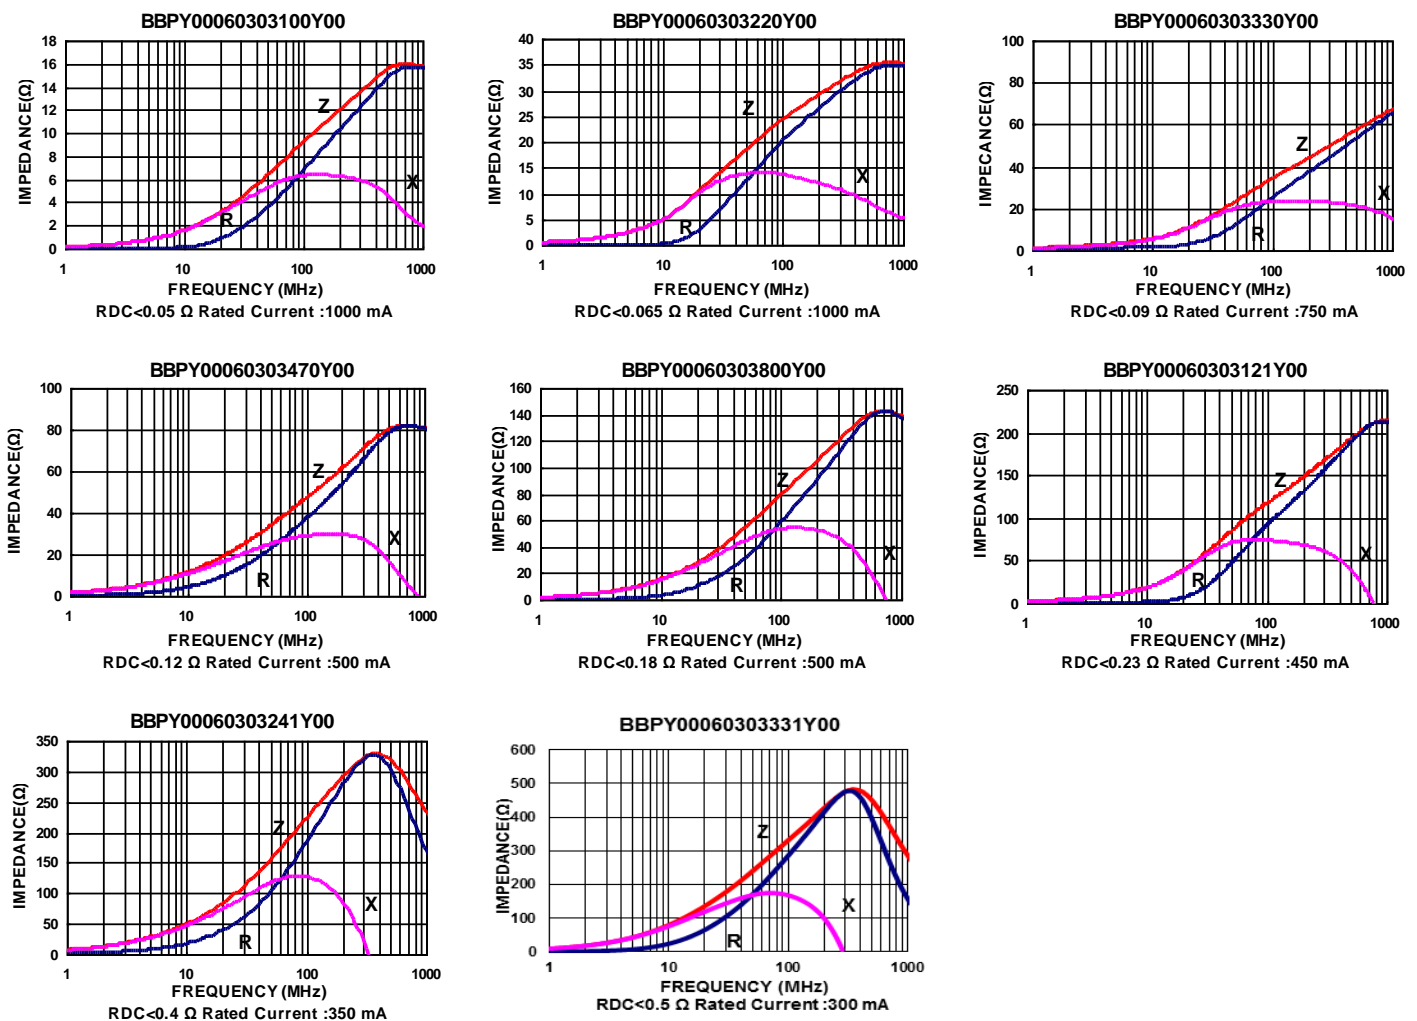 BBPY00060303100Y00
IMPEDANCE(Ω)
18
16
14
12
10
8
6
4
2
0
Z
X
R
1 10 100 1000
FREQUENCY (MHz)
RDC<0.05 Ω Rated Current :1000 mA
BBPY00060303220Y00
IMPEDANCE(Ω)
40
35
30
25
20
15
10
5
0
Z
X
R
1 10 100 1000
FREQUENCY (MHz)
RDC<0.065 Ω Rated Current :1000 mA
BBPY00060303330Y00
IMPECANCE(Ω)
100
80
60
40
20
0
Z
X
R
1 10 100 1000
FREQUENCY (MHz)
RDC<0.09 Ω Rated Current :750 mA
BBPY00060303470Y00
IMPEDANCE(Ω)
100
80
60
40
20
0
Z
X
R
1 10 100 1000
FREQUENCY (MHz)
RDC<0.12 Ω Rated Current :500 mA
BBPY00060303800Y00
IMPEDANCE(Ω)
160
140
120
100
80
60
40
20
0
Z
X
R
1 10 100 1000
FREQUENCY (MHz)
RDC<0.18 Ω Rated Current :500 mA
BBPY00060303121Y00
IMPEDANCE(Ω)
250
200
150
100
50
0
Z
X
R
1 10 100 1000
FREQUENCY (MHz)
RDC<0.23 Ω Rated Current :450 mA
BBPY00060303241Y00
IMPEDANCE(Ω)
350
300
250
200
150
100
50
0
Z
X
R
1 10 100 1000
FREQUENCY (MHz)
RDC<0.4 Ω Rated Current :350 mA
BBPY00060303331Y00
IMPEDANCE(Ω)
600
500
400
300
200
100
0
Z
X
R
1 10 100 1000
FREQUENCY (MHz)
RDC<0.5 Ω Rated Current :300 mA